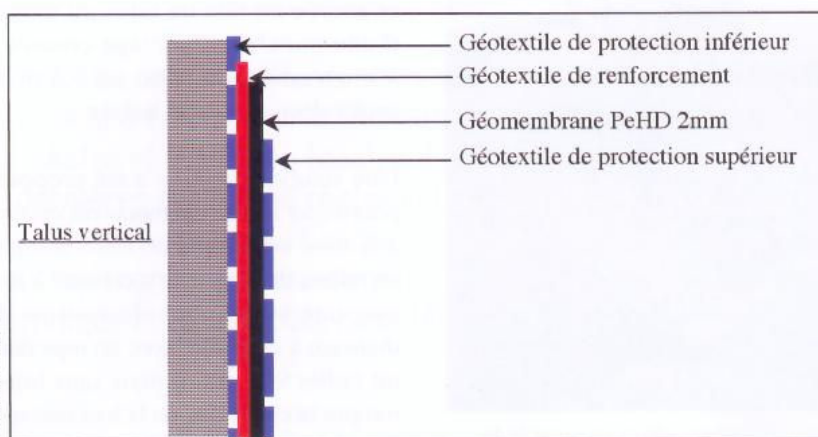 Géotextile de protection inférieur
Géotextile de renforcement
Géomembrane PeHD 2mm
Géotextile de protection supérieur
Talus vertical